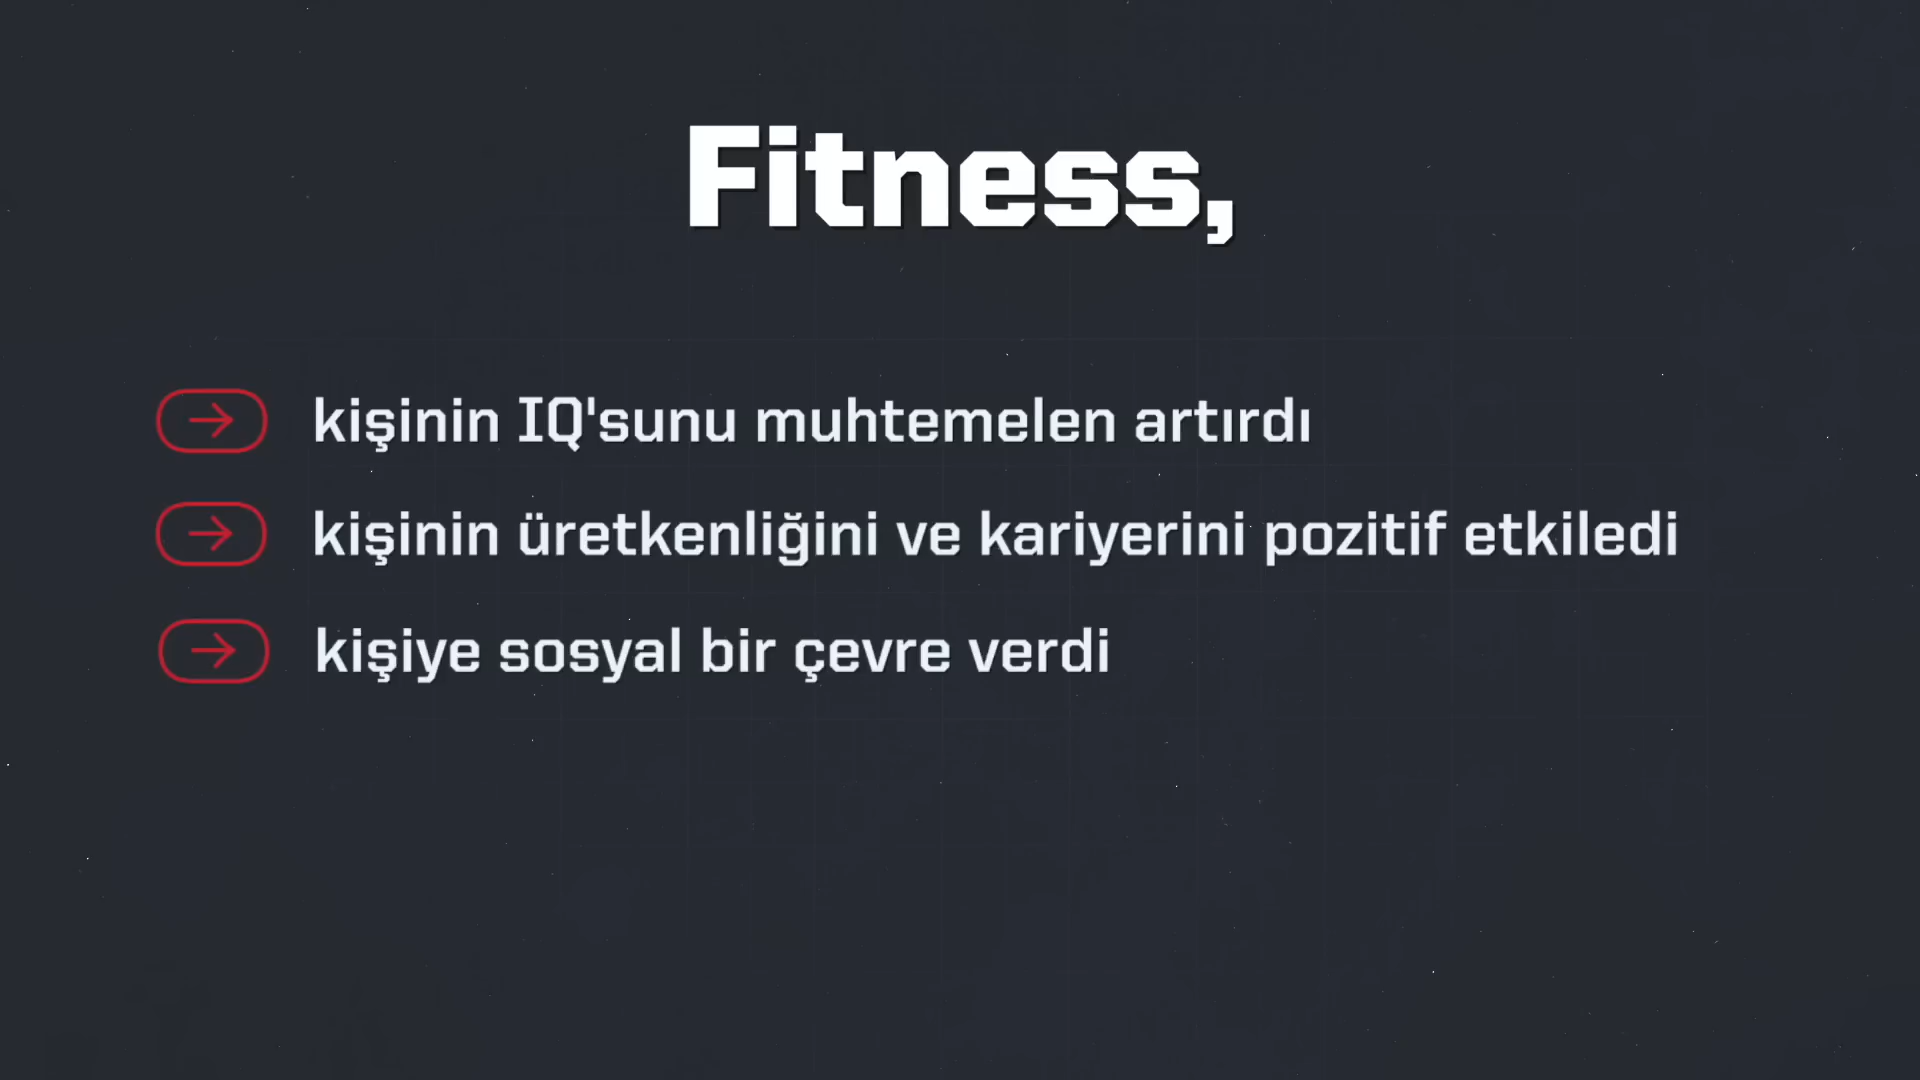 Fitness,
kişinin IQ'sunu muhtemelen artırdı
kişinin üretkenliğini ve kariyerini pozitif etkiledi
kişiye sosyal bir çevre verdi